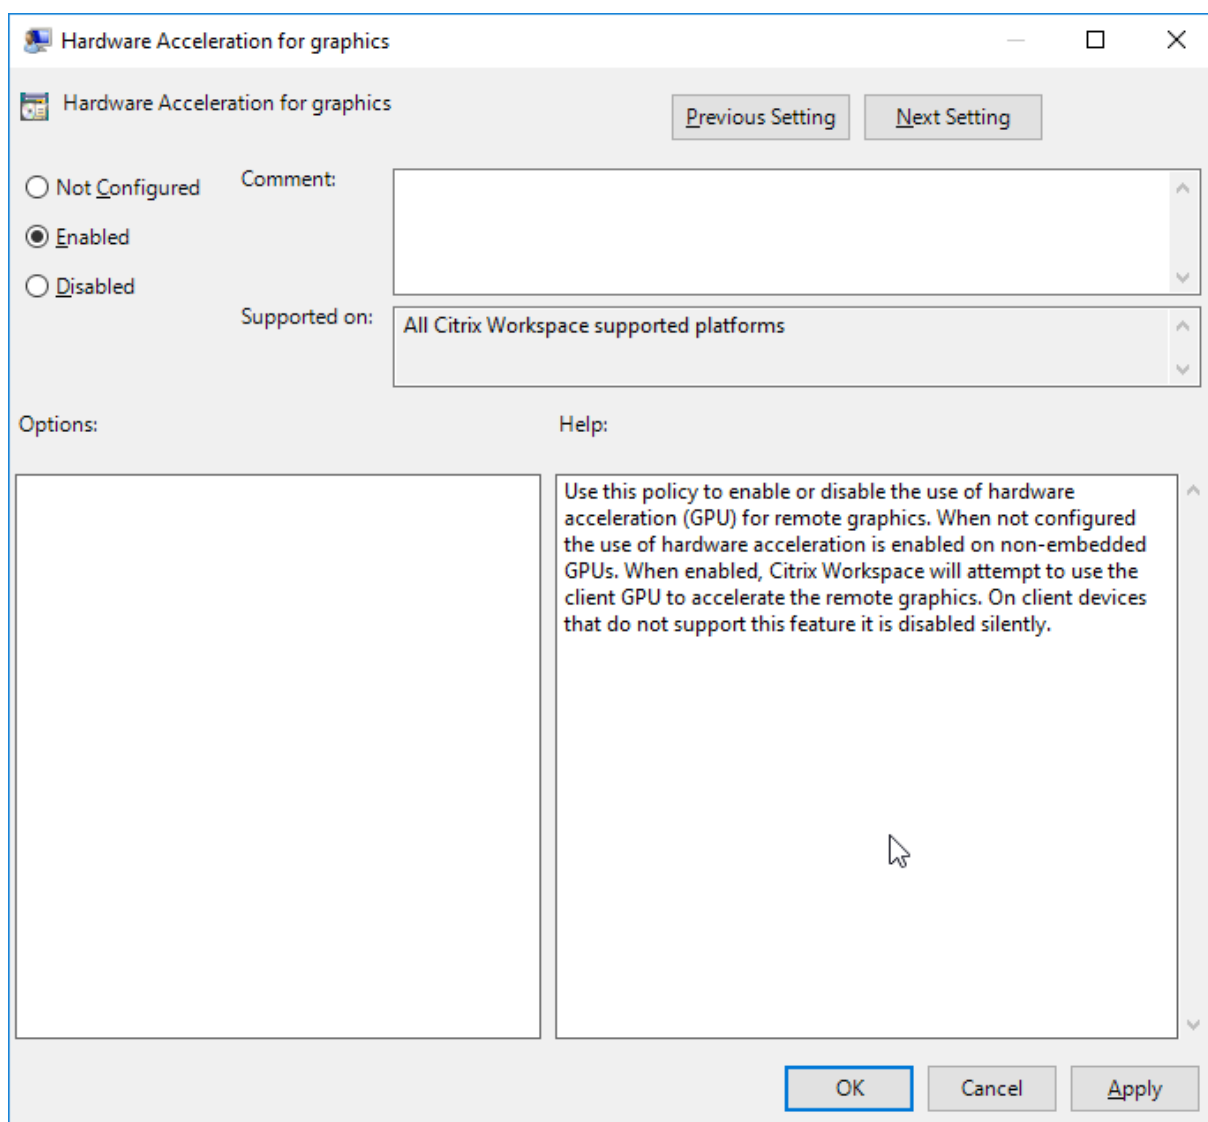 Hardware Acceleration for graphics
Hardware Acceleration for graphics
Previous Setting
Next Setting
Not Configured
Comment:
Enabled
Disabled
Supported on:
All Citrix Workspace supported platforms
Options:
Help:
Use this policy to enable or disable the use of hardware
acceleration (GPU) for remote graphics. When not configured
the use of hardware acceleration is enabled on non-embedded
GPUs. When enabled, Citrix Workspace will attempt to use the
client GPU to accelerate the remote graphics. On client devices
that do not support this feature it is disabled silently.
OK
Cancel
Apply